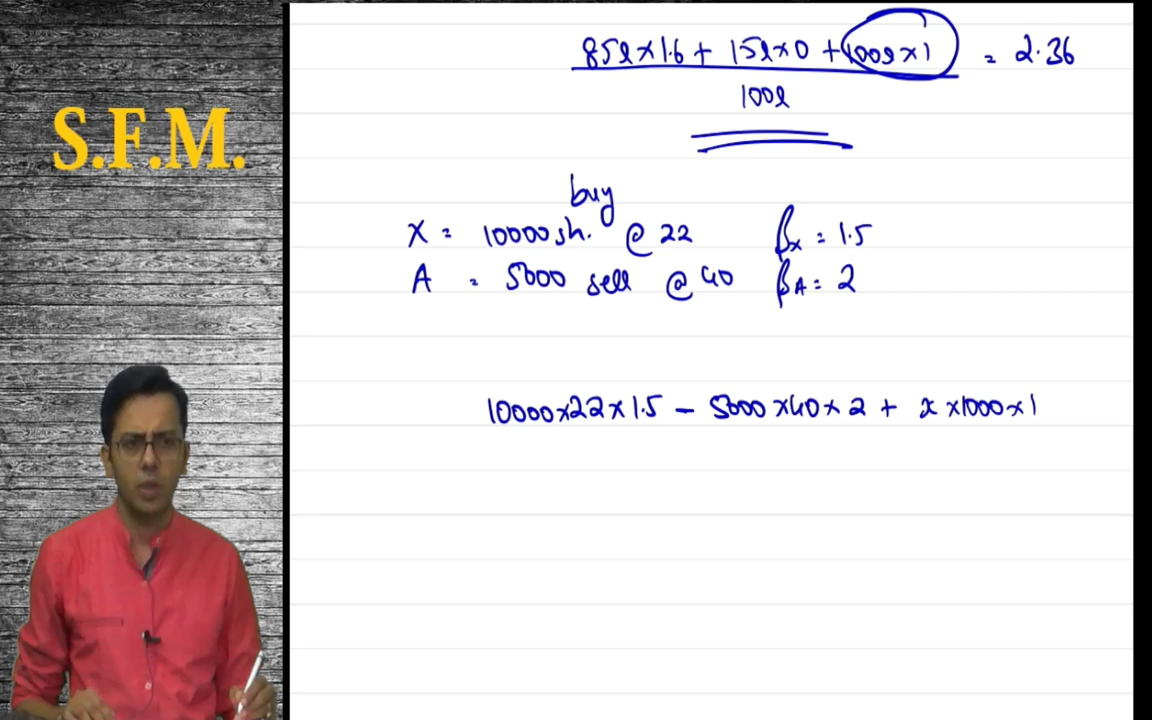 S.F.M.
85l×1.6 + 15l×0 + 100l×1 = 2.36
100l
buy
X = 10000 sh. @ 22 βx = 1.5
A = 5000 sell @ 40 βA = 2
10000×22×1.5 − 5000×40×2 + x×1000×1